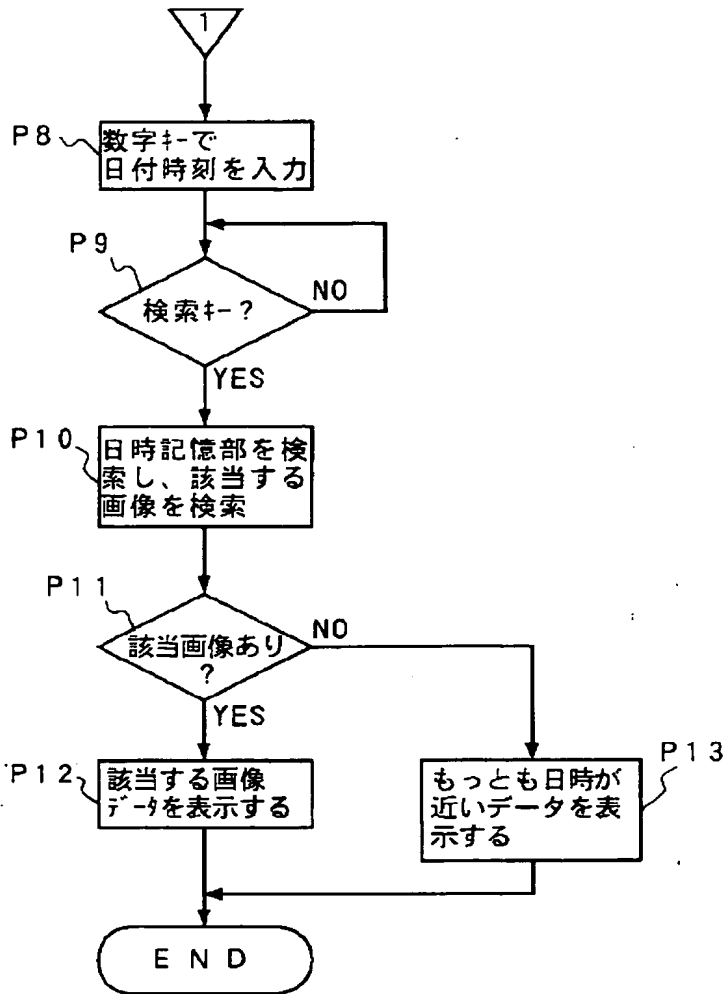 1
P8
数字キーで
日付時刻を入力
P9
検索キー?
NO
YES
P10
日時記憶部を検
索し、該当する
画像を検索
P11
該当画像あり
?
NO
YES
P12
該当する画像
データを表示する
P13
もっとも日時が
近いデータを表
示する
END